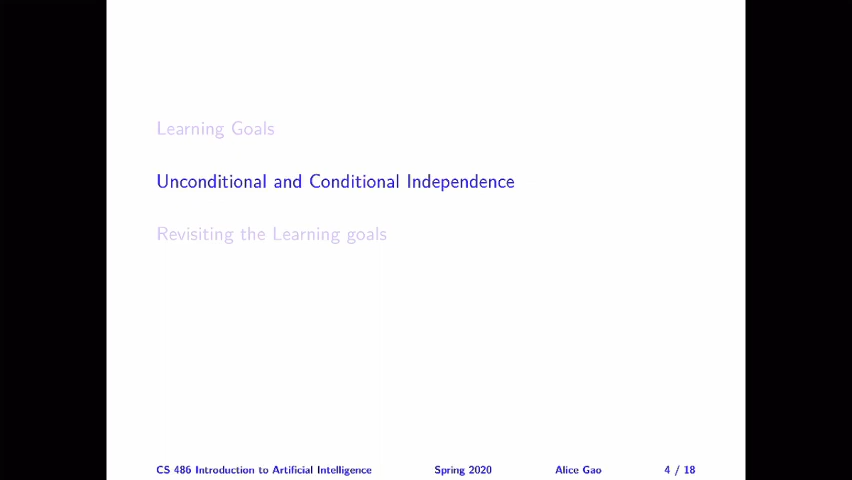 Learning Goals
Unconditional and Conditional Independence
Revisiting the Learning goals
CS 486 Introduction to Artificial Intelligence Spring 2020 Alice Gao 4 / 18